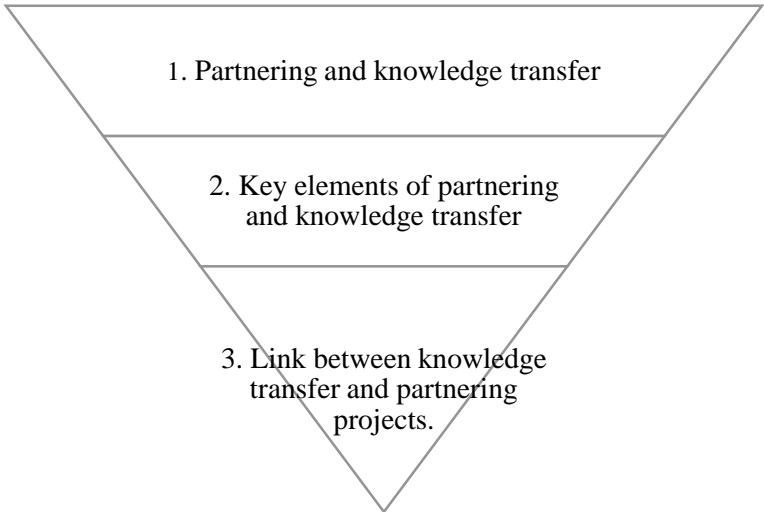 1. Partnering and knowledge transfer
2. Key elements of partnering
and knowledge transfer
3. Link between knowledge
transfer and partnering
projects.